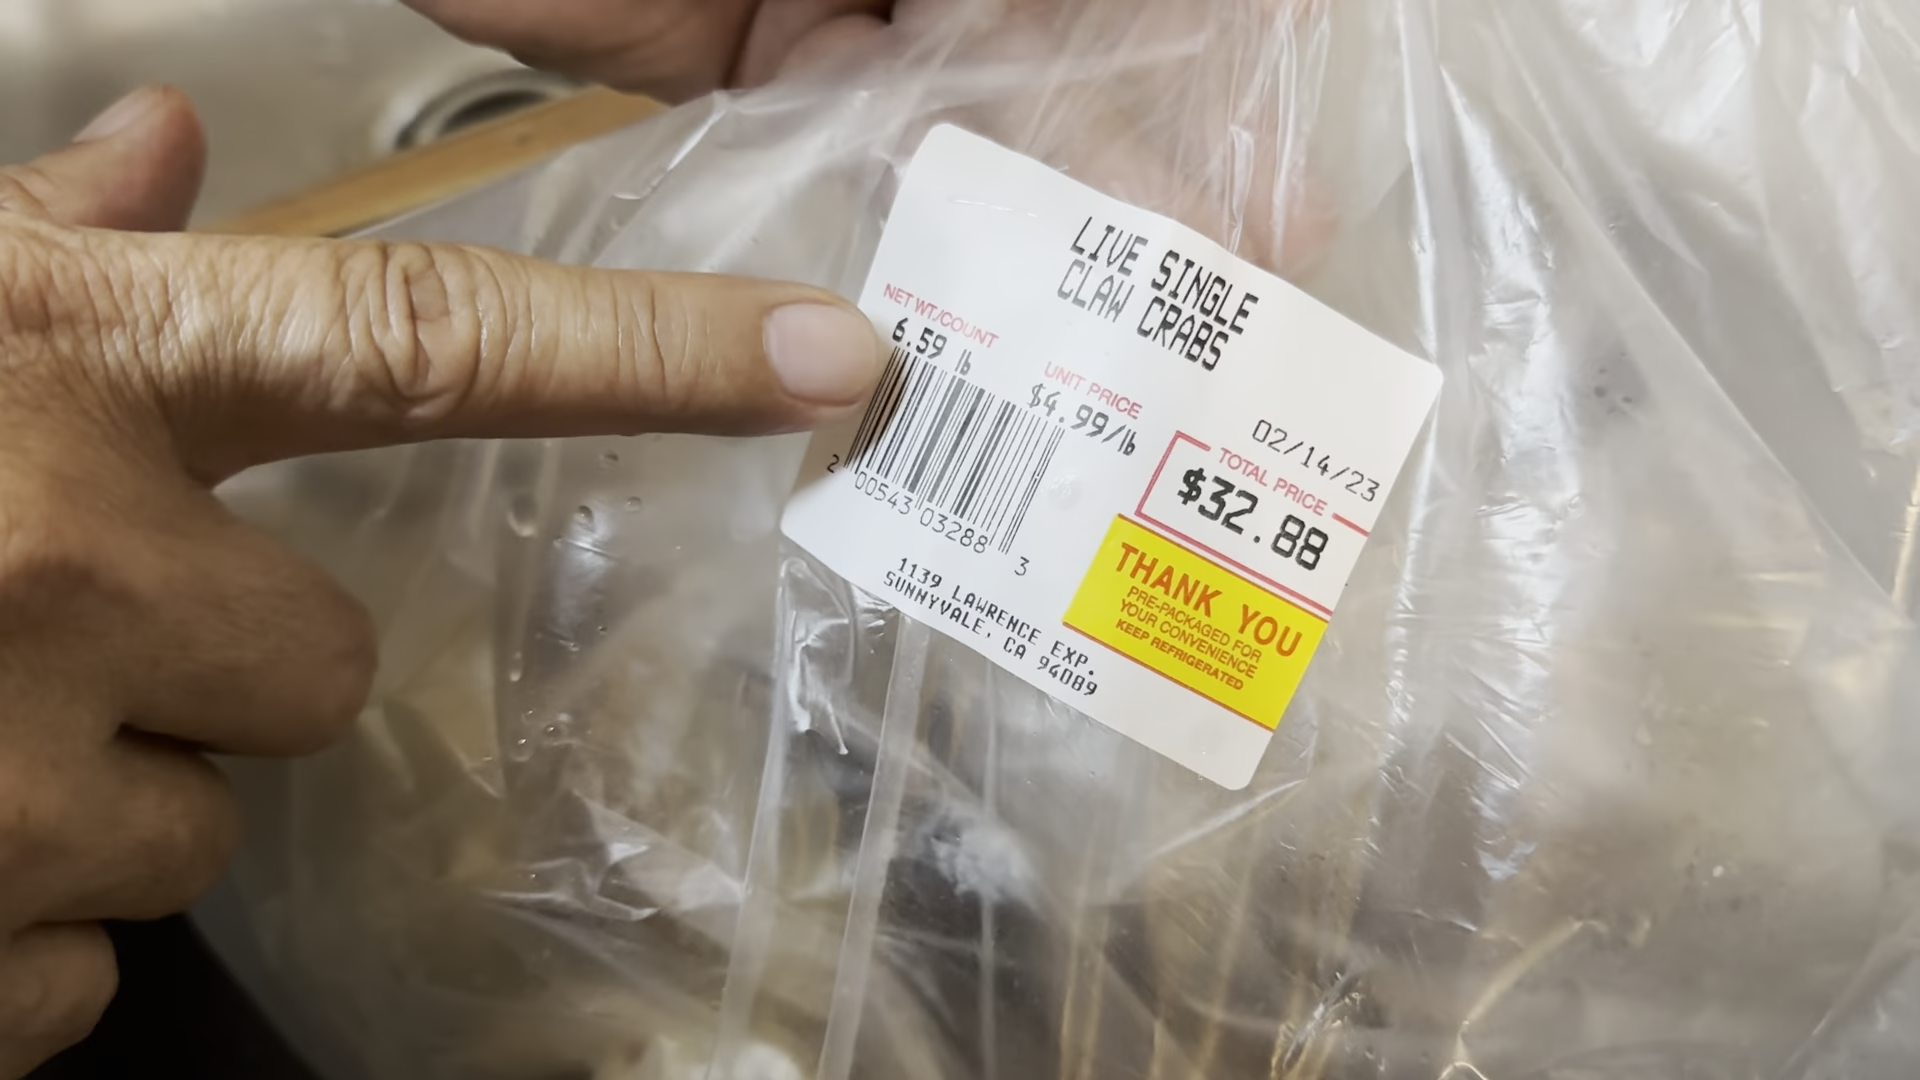 LIVE SINGLE
CLAW CRABS
NET WT./COUNT
6.59 lb
UNIT PRICE
$4.99/lb
02/14/23
TOTAL PRICE
$32.88
2 00543 03288 3
THANK YOU
PRE-PACKAGED FOR
YOUR CONVENIENCE
KEEP REFRIGERATED
1139 LAWRENCE EXP.
SUNNYVALE, CA 94089